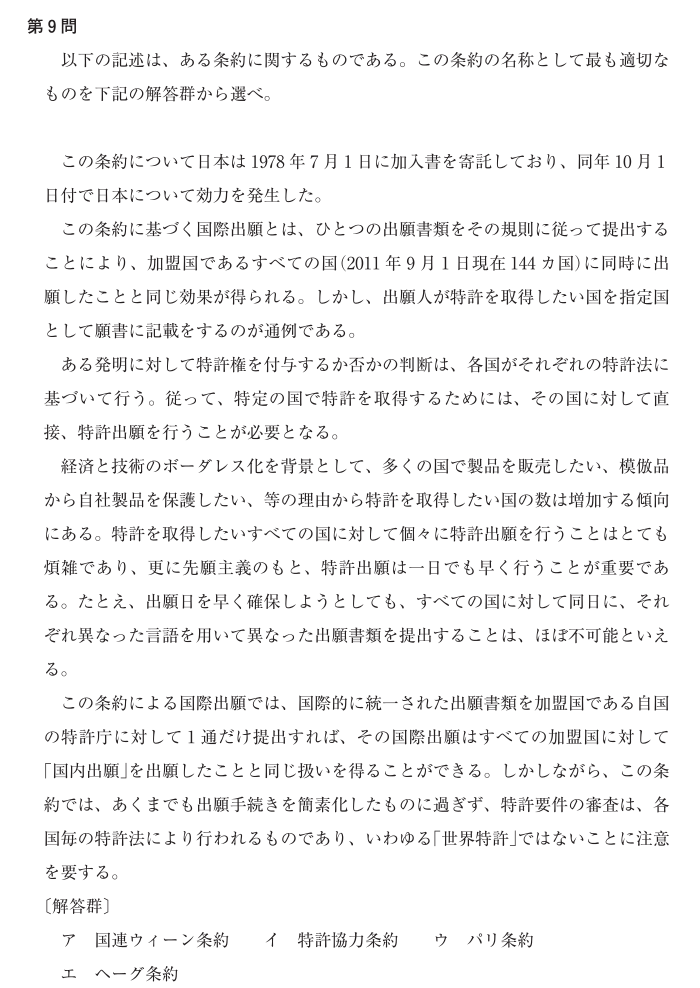 第9問
以下の記述は、ある条約に関するものである。この条約の名称として最も適切な
ものを下記の解答群から選べ。
この条約について日本は1978年7月1日に加入書を寄託しており、同年10月1
日付で日本について効力を発生した。
この条約に基づく国際出願とは、ひとつの出願書類をその規則に従って提出する
ことにより、加盟国であるすべての国(2011年9月1日現在144カ国)に同時に出
願したことと同じ効果が得られる。しかし、出願人が特許を取得したい国を指定国
として願書に記載をするのが通例である。
ある発明に対して特許権を付与するか否かの判断は、各国がそれぞれの特許法に
基づいて行う。従って、特定の国で特許を取得するためには、その国に対して直
接、特許出願を行うことが必要となる。
経済と技術のボーダレス化を背景として、多くの国で製品を販売したい、模倣品
から自社製品を保護したい、等の理由から特許を取得したい国の数は増加する傾向
にある。特許を取得したいすべての国に対して個々に特許出願を行うことはとても
煩雑であり、更に先願主義のもと、特許出願は一日でも早く行うことが重要であ
る。たとえ、出願日を早く確保しようとしても、すべての国に対して同日に、それ
ぞれ異なった言語を用いて異なった出願書類を提出することは、ほぼ不可能といえ
る。
この条約による国際出願では、国際的に統一された出願書類を加盟国である自国
の特許庁に対して1通だけ提出すれば、その国際出願はすべての加盟国に対して
「国内出願」を出願したことと同じ扱いを得ることができる。しかしながら、この条
約では、あくまでも出願手続きを簡素化したものに過ぎず、特許要件の審査は、各
国毎の特許法により行われるものであり、いわゆる「世界特許」ではないことに注意
を要する。
〔解答群〕
ア 国連ウィーン条約 イ 特許協力条約 ウ パリ条約
エ ヘーグ条約